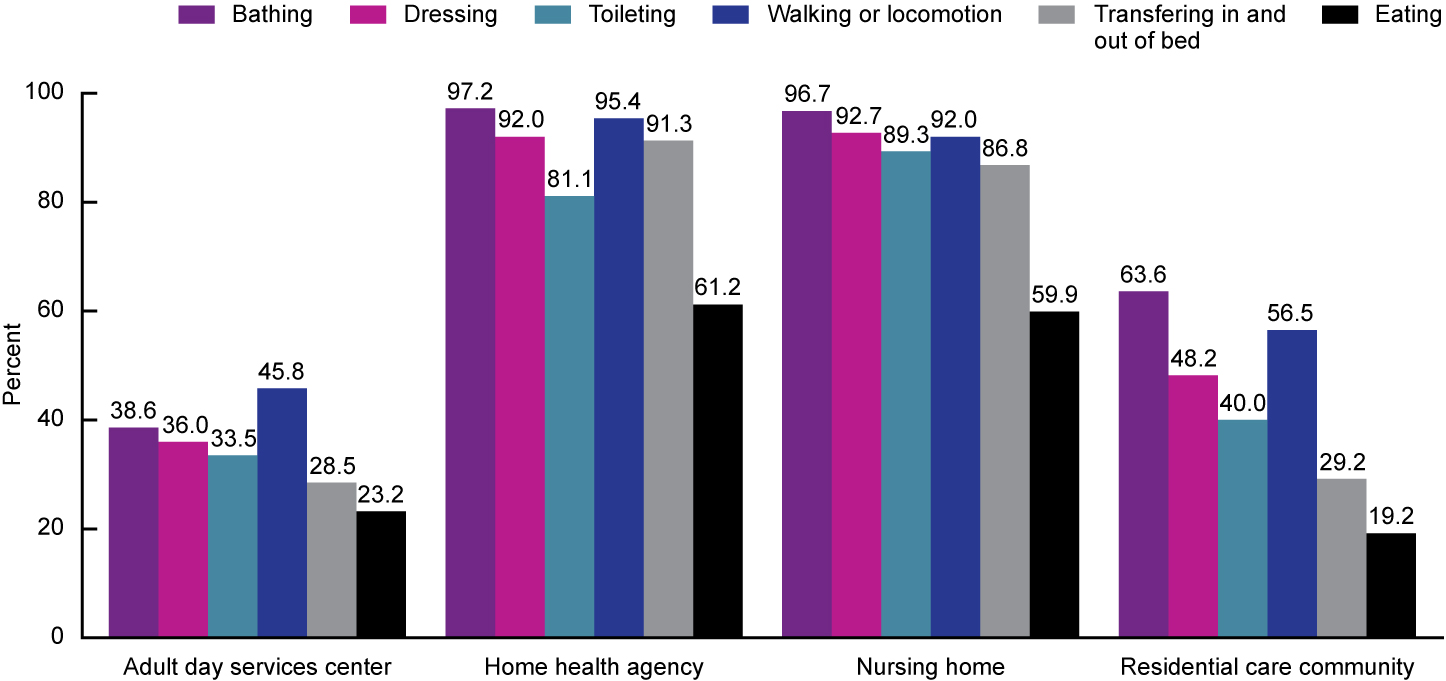 Bathing
Dressing
Toileting
Walking or locomotion
Transfering in and
out of bed
Eating
Percent
100
80
60
40
20
0
38.6
36.0
33.5
45.8
28.5
23.2
97.2
92.0
81.1
95.4
91.3
61.2
96.7
92.7
89.3
92.0
86.8
59.9
63.6
48.2
40.0
56.5
29.2
19.2
Adult day services center
Home health agency
Nursing home
Residential care community